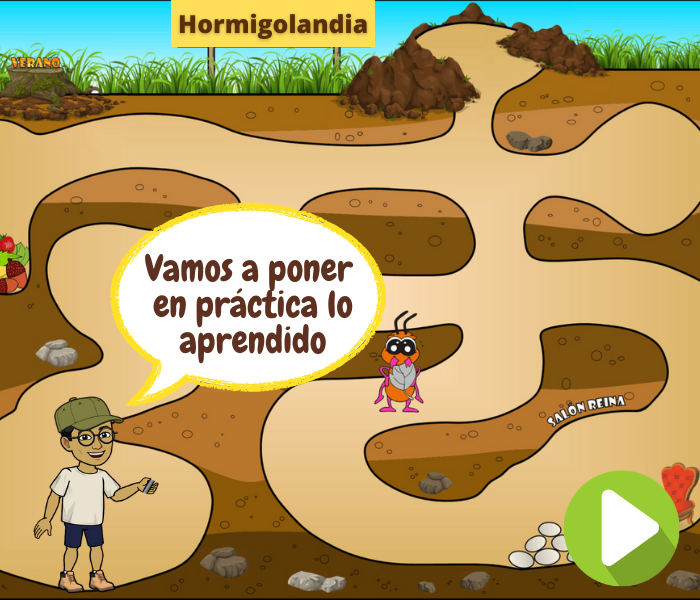 Hormigolandia
VERANO
Vamos a poner
en práctica lo
aprendido
SALÓN REINA